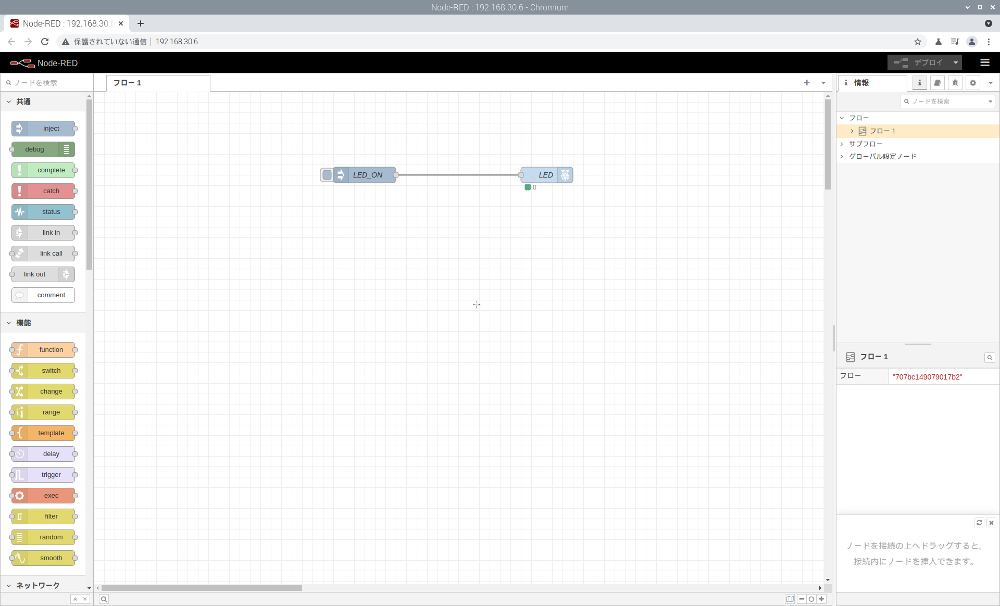 Node-RED : 192.168.30.6 - Chromium
Node-RED : 192.168.30.6
保護されていない通信 192.168.30.6
Node-RED
デプロイ
ノードを検索
フロー 1
情報
共通
inject
debug
complete
catch
status
link in
link call
link out
comment
機能
function
switch
change
range
template
delay
trigger
exec
filter
random
smooth
ネットワーク
LED_ON
LED
0
ノードを検索
フロー
フロー 1
サブフロー
グローバル設定ノード
フロー 1
フロー "707bc149079017b2"
ノードを接続の上へドラッグすると、
接続内にノードを挿入できます。